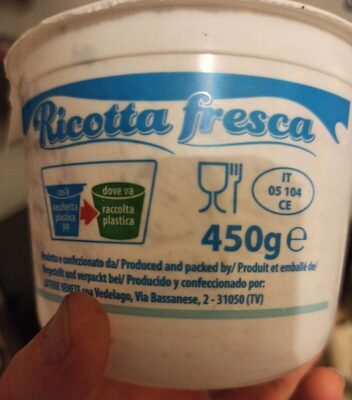 Ricotta fresca
cos'è
vaschetta
plastica
PP
dove va
raccolta
plastica
IT
05 104
CE
450g e
Prodotto e confezionato da/ Produced and packed by/ Produit et emballé de/
Hergestellt und verpackt bei/ Producido y confeccionado por:
LATTERIE VENETE Vedelago, Via Bassanese, 2 - 31050 (TV)